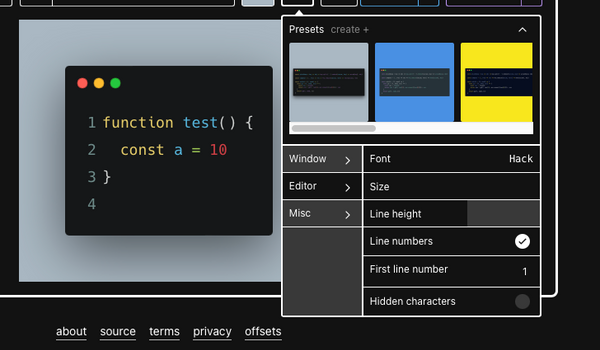 Presets create +
1 function test() {
2 const a = 10
3 }
4
Window
Editor
Misc
Font Hack
Size
Line height
Line numbers
First line number 1
Hidden characters
about source terms privacy offsets